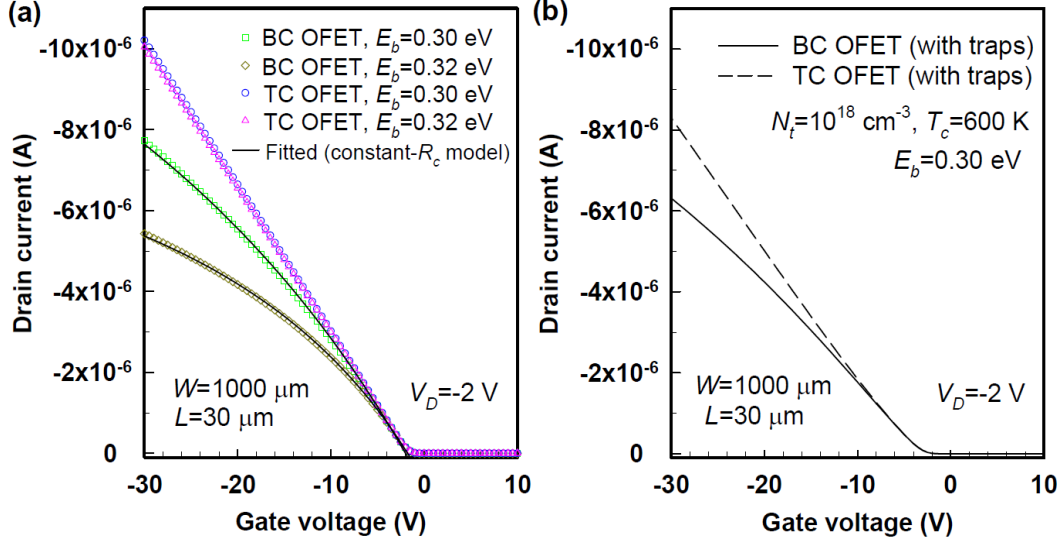 (a)
-10x10-6
-8x10-6
-6x10-6
-4x10-6
-2x10-6
0
Drain current (A)
BC OFET, Eb=0.30 eV
BC OFET, Eb=0.32 eV
TC OFET, Eb=0.30 eV
TC OFET, Eb=0.32 eV
Fitted (constant-Rc model)
W=1000 μm
L=30 μm
VD=-2 V
-30 -20 -10 0 10
Gate voltage (V)
(b)
-10x10-6
-8x10-6
-6x10-6
-4x10-6
-2x10-6
0
Drain current (A)
BC OFET (with traps)
TC OFET (with traps)
Nt=1018 cm-3, Tc=600 K
Eb=0.30 eV
W=1000 μm
L=30 μm
VD=-2 V
-30 -20 -10 0 10
Gate voltage (V)